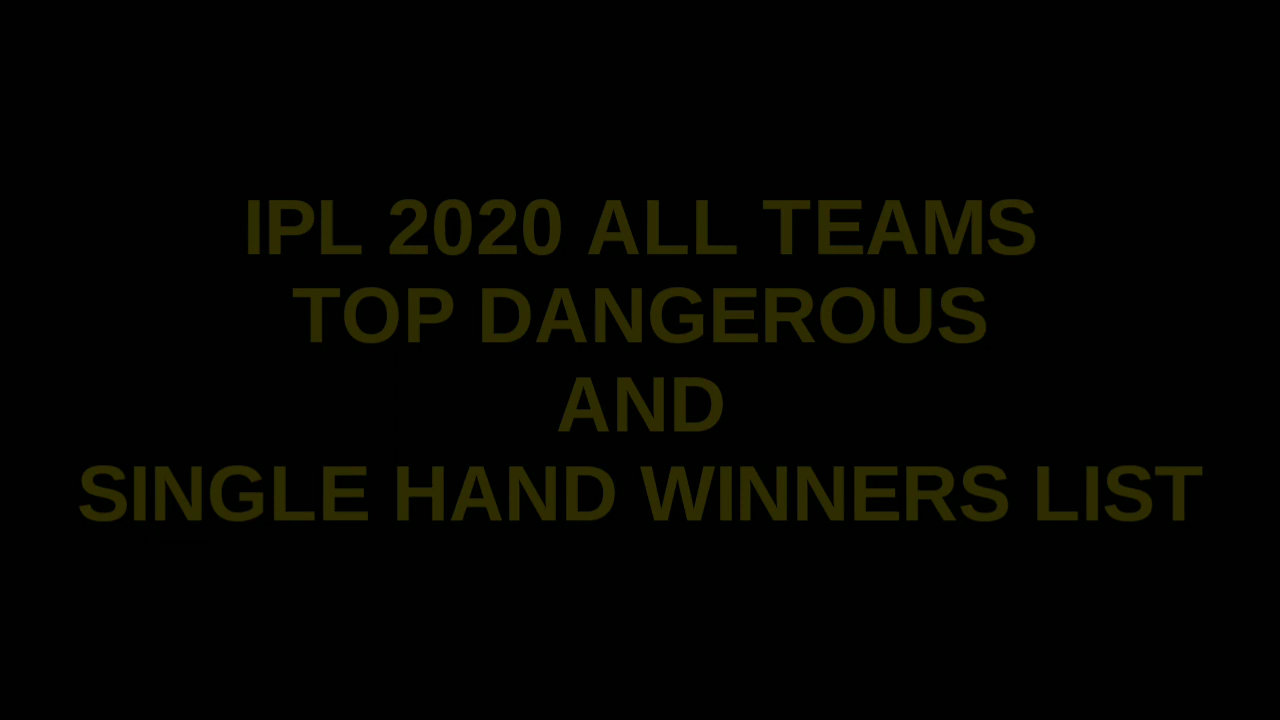 IPL 2020 ALL TEAMS
TOP DANGEROUS
AND
SINGLE HAND WINNERS LIST